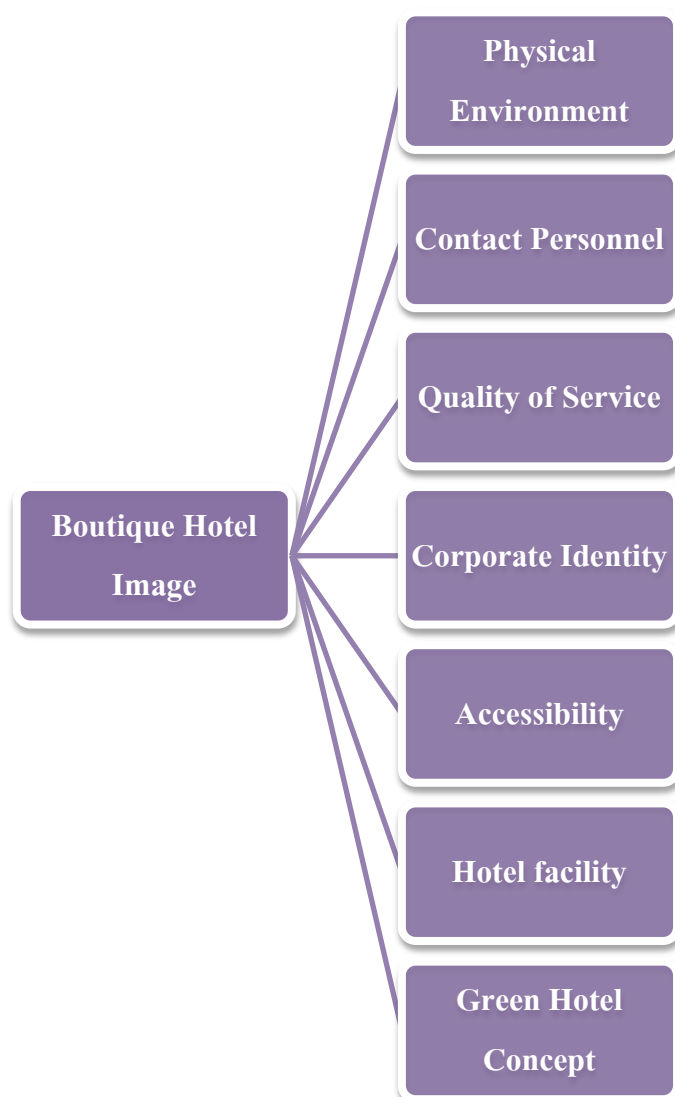 Physical
Environment
Contact Personnel
Quality of Service
Boutique Hotel
Image
Corporate Identity
Accessibility
Hotel facility
Green Hotel
Concept